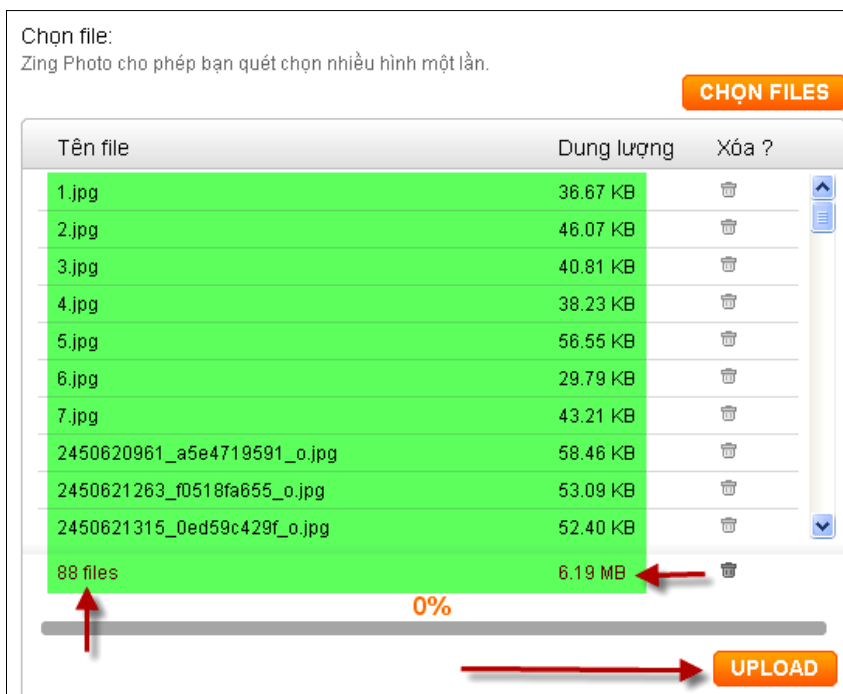 Chọn file:
Zing Photo cho phép bạn quét chọn nhiều hình một lần.
CHỌN FILES
Tên file Dung lượng Xóa ?
1.jpg 36.67 KB
2.jpg 46.07 KB
3.jpg 40.81 KB
4.jpg 38.23 KB
5.jpg 56.55 KB
6.jpg 29.79 KB
7.jpg 43.21 KB
2450620961_a5e4719591_o.jpg 58.46 KB
2450621263_f0518fa655_o.jpg 53.09 KB
2450621315_0ed59c429f_o.jpg 52.40 KB
88 files 6.19 MB
0%
UPLOAD